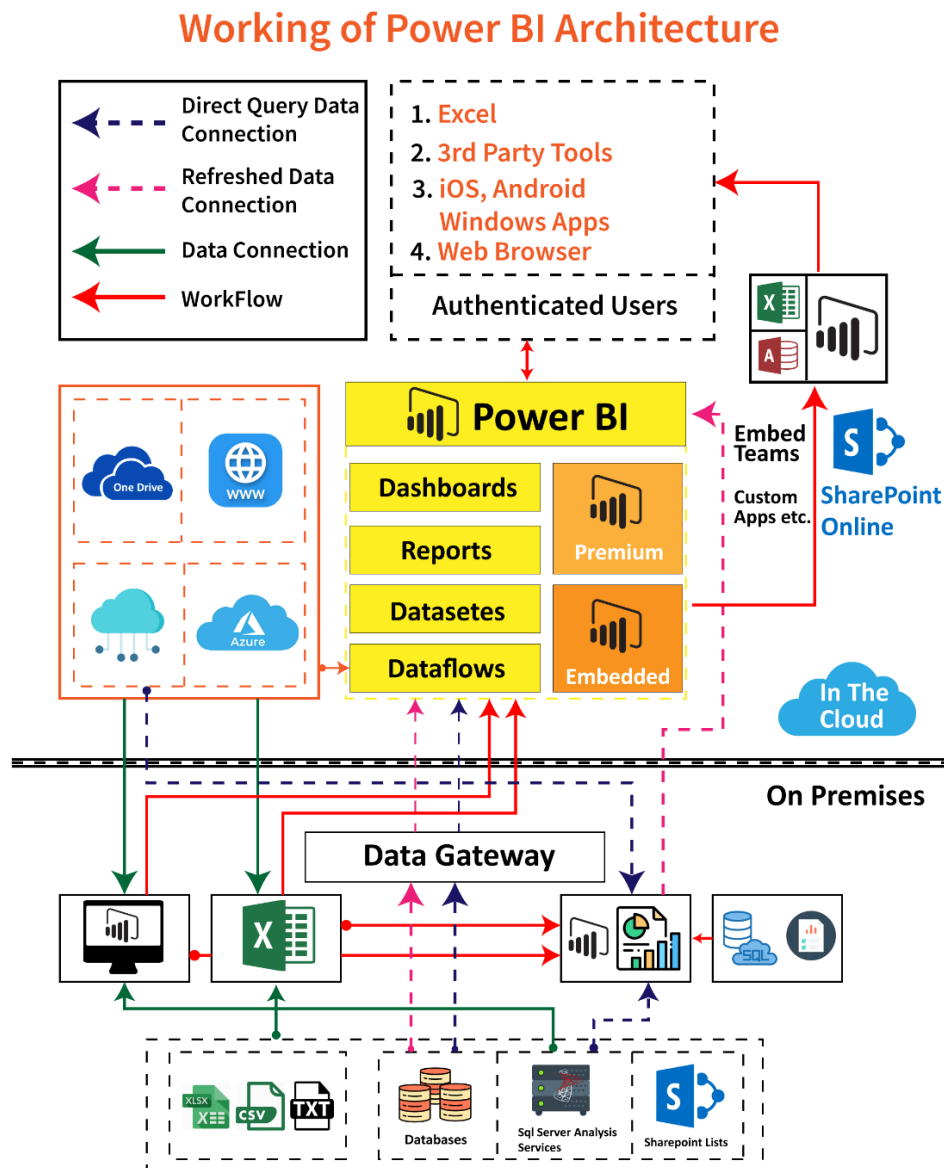 Working of Power BI Architecture
Direct Query Data
Connection
Refreshed Data
Connection
Data Connection
WorkFlow
1. Excel
2. 3rd Party Tools
3. iOS, Android
Windows Apps
4. Web Browser
Authenticated Users
X
A
One Drive
WWW
Azure
Power BI
Dashboards
Reports
Datasetes
Dataflows
Premium
Embedded
Embed
Teams
Custom
Apps etc.
S
SharePoint
Online
In The
Cloud
On Premises
Data Gateway
X
SQL
XLSX
X
CSV
TXT
Databases
Sql Server Analysis
Services
S
Sharepoint Lists